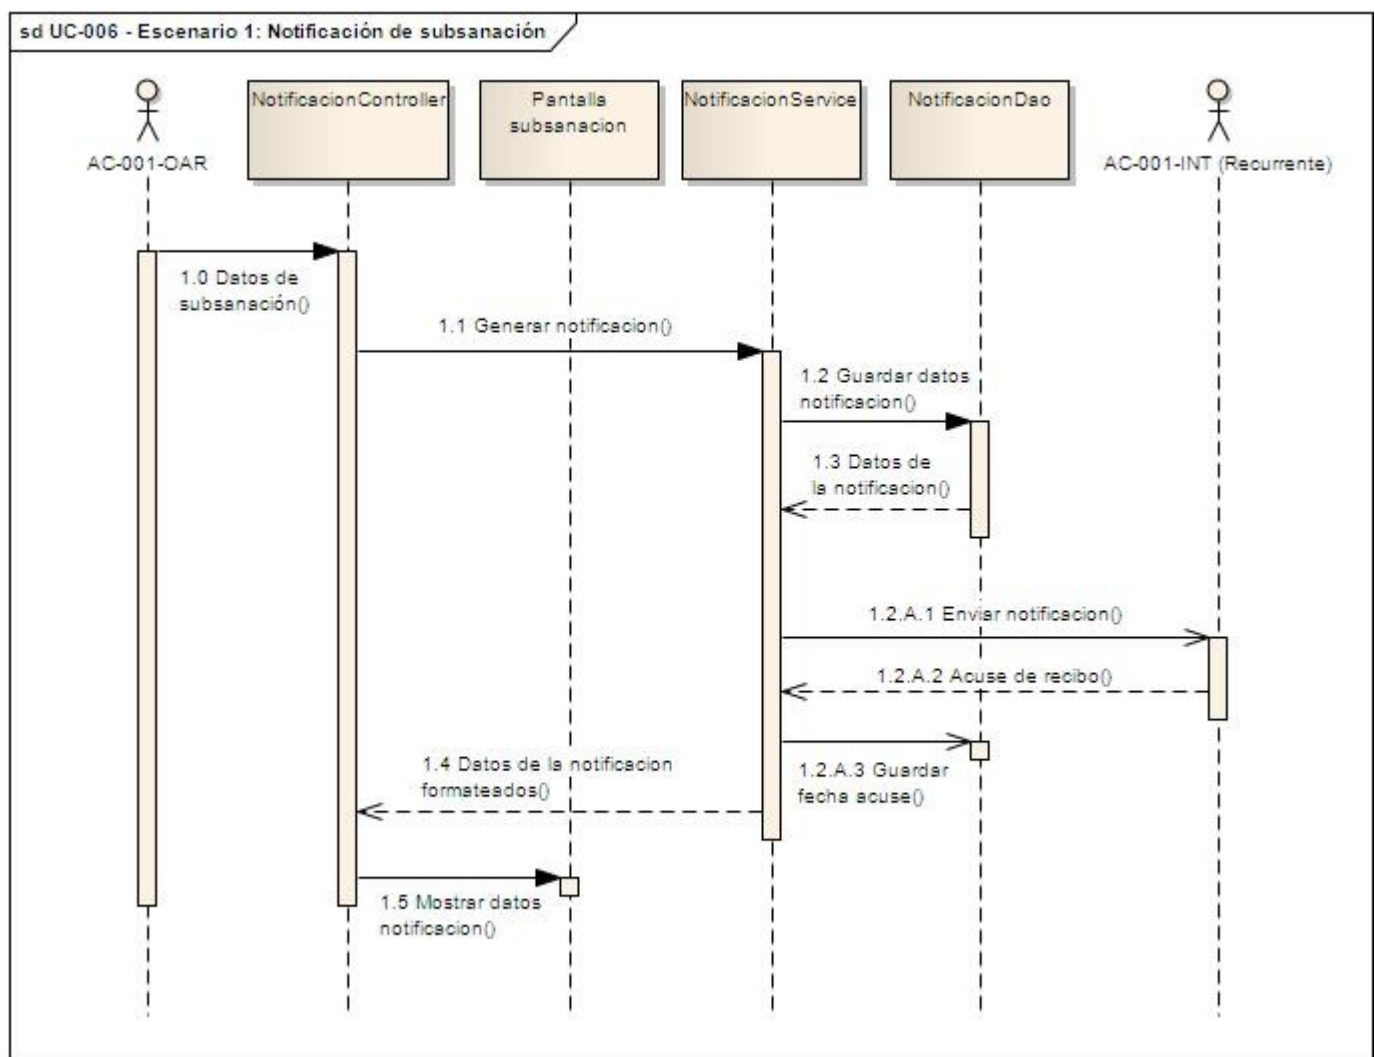 sd UC-006 - Escenario 1: Notificación de subsanación
AC-001-OAR
NotificacionController
Pantalla
subsanacion
NotificacionService
NotificacionDao
AC-001-INT (Recurrente)
1.0 Datos de
subsanación()
1.1 Generar notificacion()
1.2 Guardar datos
notificacion()
1.3 Datos de
la notificacion()
1.2.A.1 Enviar notificacion()
1.2.A.2 Acuse de recibo()
1.2.A.3 Guardar
fecha acuse()
1.4 Datos de la notificacion
formateados()
1.5 Mostrar datos
notificacion()